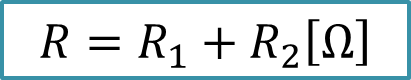 R = R₁ + R₂[Ω]